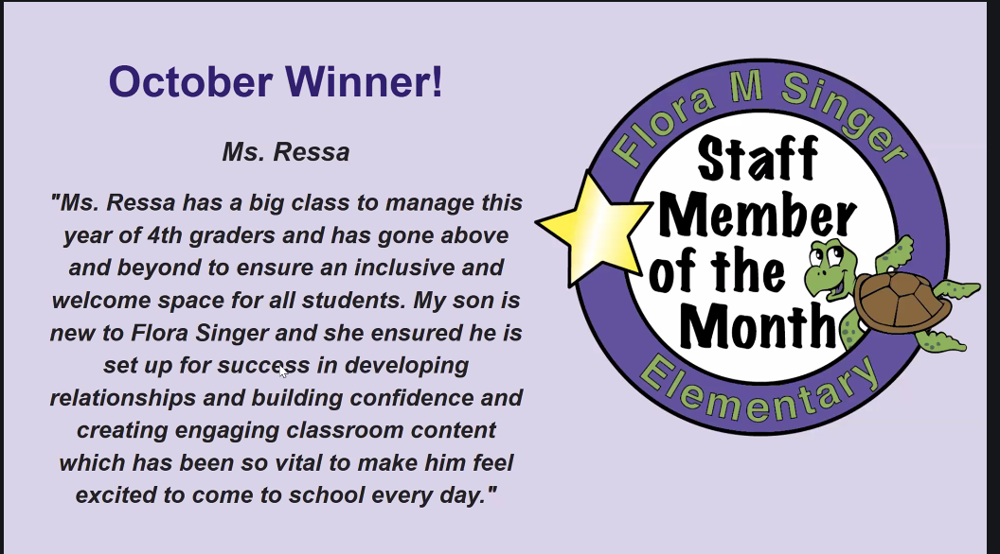 October Winner!
Ms. Ressa
"Ms. Ressa has a big class to manage this
year of 4th graders and has gone above
and beyond to ensure an inclusive and
welcome space for all students. My son is
new to Flora Singer and she ensured he is
set up for success in developing
relationships and building confidence and
creating engaging classroom content
which has been so vital to make him feel
excited to come to school every day."
Flora M Singer
Staff
Member
of the
Month
Elementary